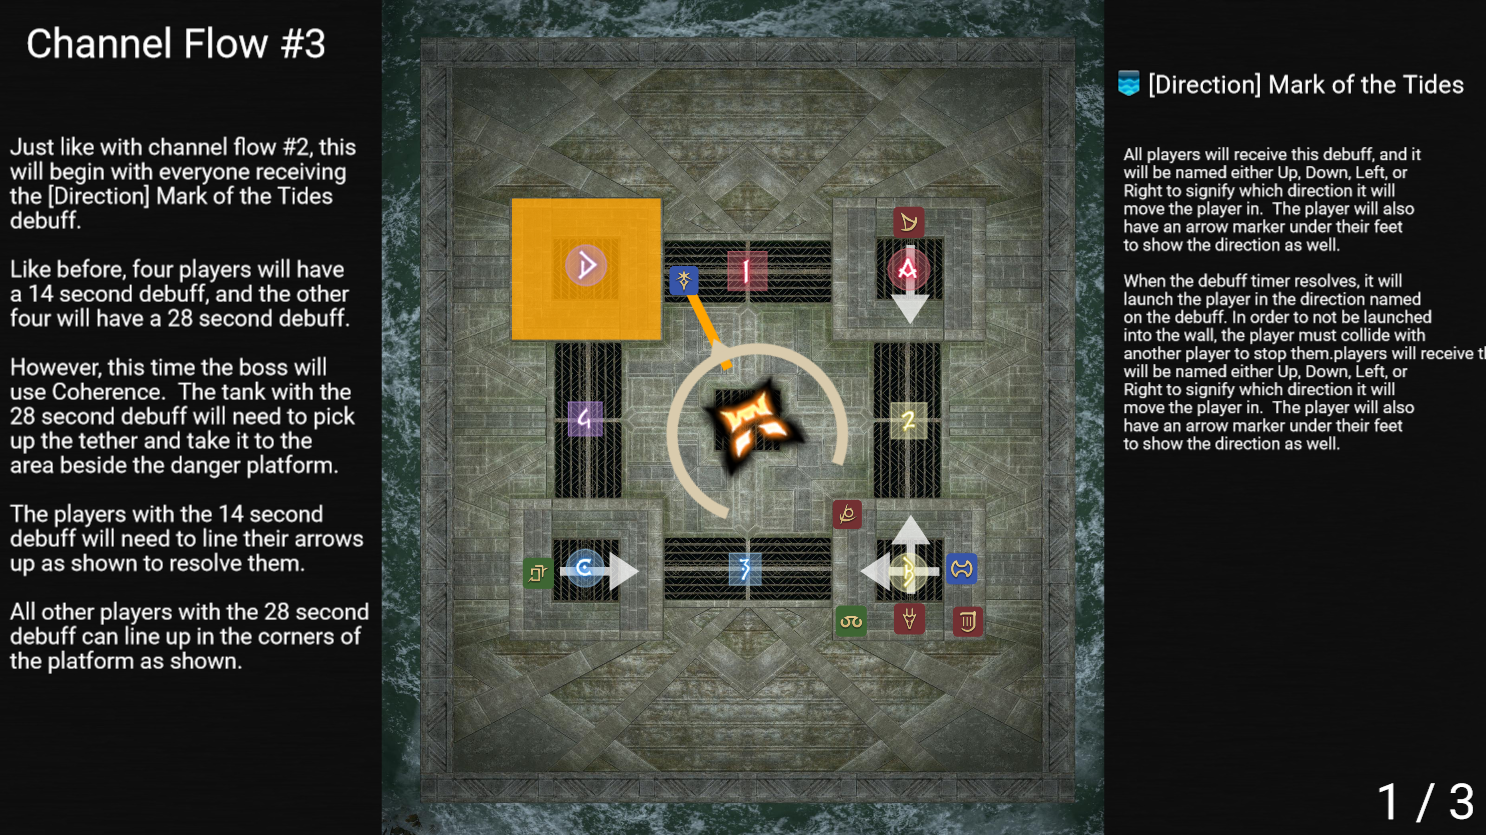 Channel Flow #3
Just like with channel flow #2, this
will begin with everyone receiving
the [Direction] Mark of the Tides
debuff.
Like before, four players will have
a 14 second debuff, and the other
four will have a 28 second debuff.
However, this time the boss will
use Coherence.  The tank with the
28 second debuff will need to pick
up the tether and take it to the
area beside the danger platform.
The players with the 14 second
debuff will need to line their arrows
up as shown to resolve them.
All other players with the 28 second
debuff can line up in the corners of
the platform as shown.
D
1
A
4
2
C
3
B
[Direction] Mark of the Tides
All players will receive this debuff, and it
will be named either Up, Down, Left, or
Right to signify which direction it will
move the player in.  The player will also
have an arrow marker under their feet
to show the direction as well.
When the debuff timer resolves, it will
launch the player in the direction named
on the debuff. In order to not be launched
into the wall, the player must collide with
another player to stop them.players will receive
will be named either Up, Down, Left, or
Right to signify which direction it will
move the player in.  The player will also
have an arrow marker under their feet
to show the direction as well.
1 / 3